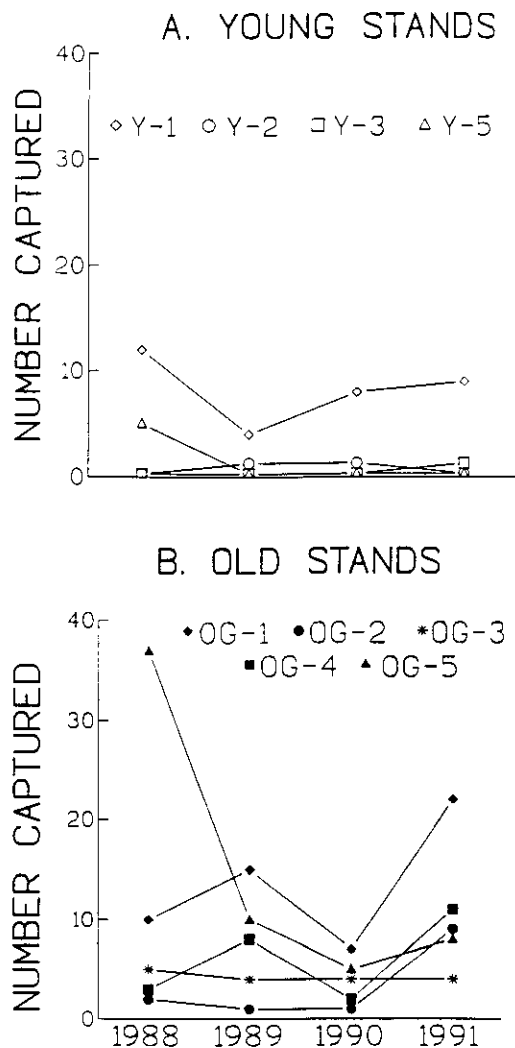 A. YOUNG STANDS
40
Y-1 Y-2 Y-3 Y-5
30
20
10
0
NUMBER CAPTURED
B. OLD STANDS
40
OG-1 OG-2 OG-3
OG-4 OG-5
30
20
10
0
NUMBER CAPTURED
1988 1989 1990 1991